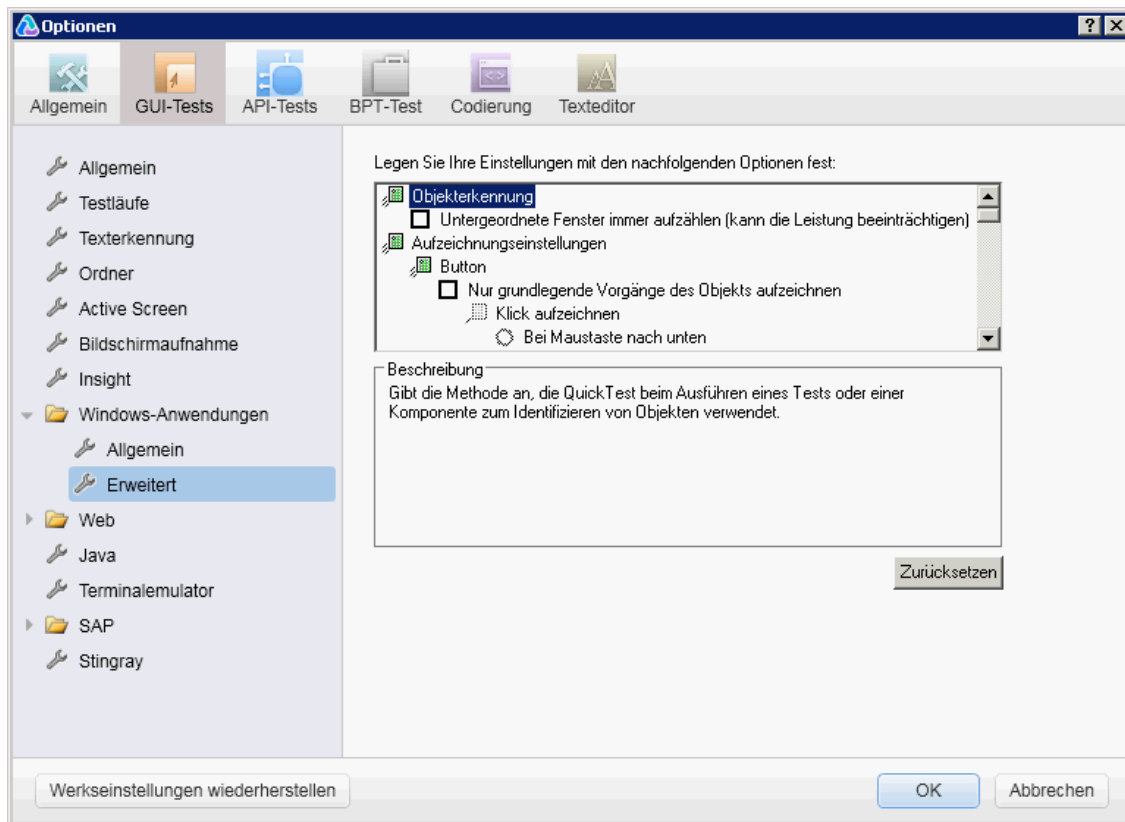 Optionen
Allgemein
GUI-Tests
API-Tests
BPT-Test
Codierung
Texteditor
Allgemein
Testläufe
Texterkennung
Ordner
Active Screen
Bildschirmaufnahme
Insight
Windows-Anwendungen
Allgemein
Erweitert
Web
Java
Terminalemulator
SAP
Stingray
Legen Sie Ihre Einstellungen mit den nachfolgenden Optionen fest:
Objekterkennung
Untergeordnete Fenster immer aufzählen (kann die Leistung beeinträchtigen)
Aufzeichnungseinstellungen
Button
Nur grundlegende Vorgänge des Objekts aufzeichnen
Klick aufzeichnen
Bei Maustaste nach unten
Beschreibung
Gibt die Methode an, die QuickTest beim Ausführen eines Tests oder einer
Komponente zum Identifizieren von Objekten verwendet.
Zurücksetzen
Werkseinstellungen wiederherstellen
OK
Abbrechen